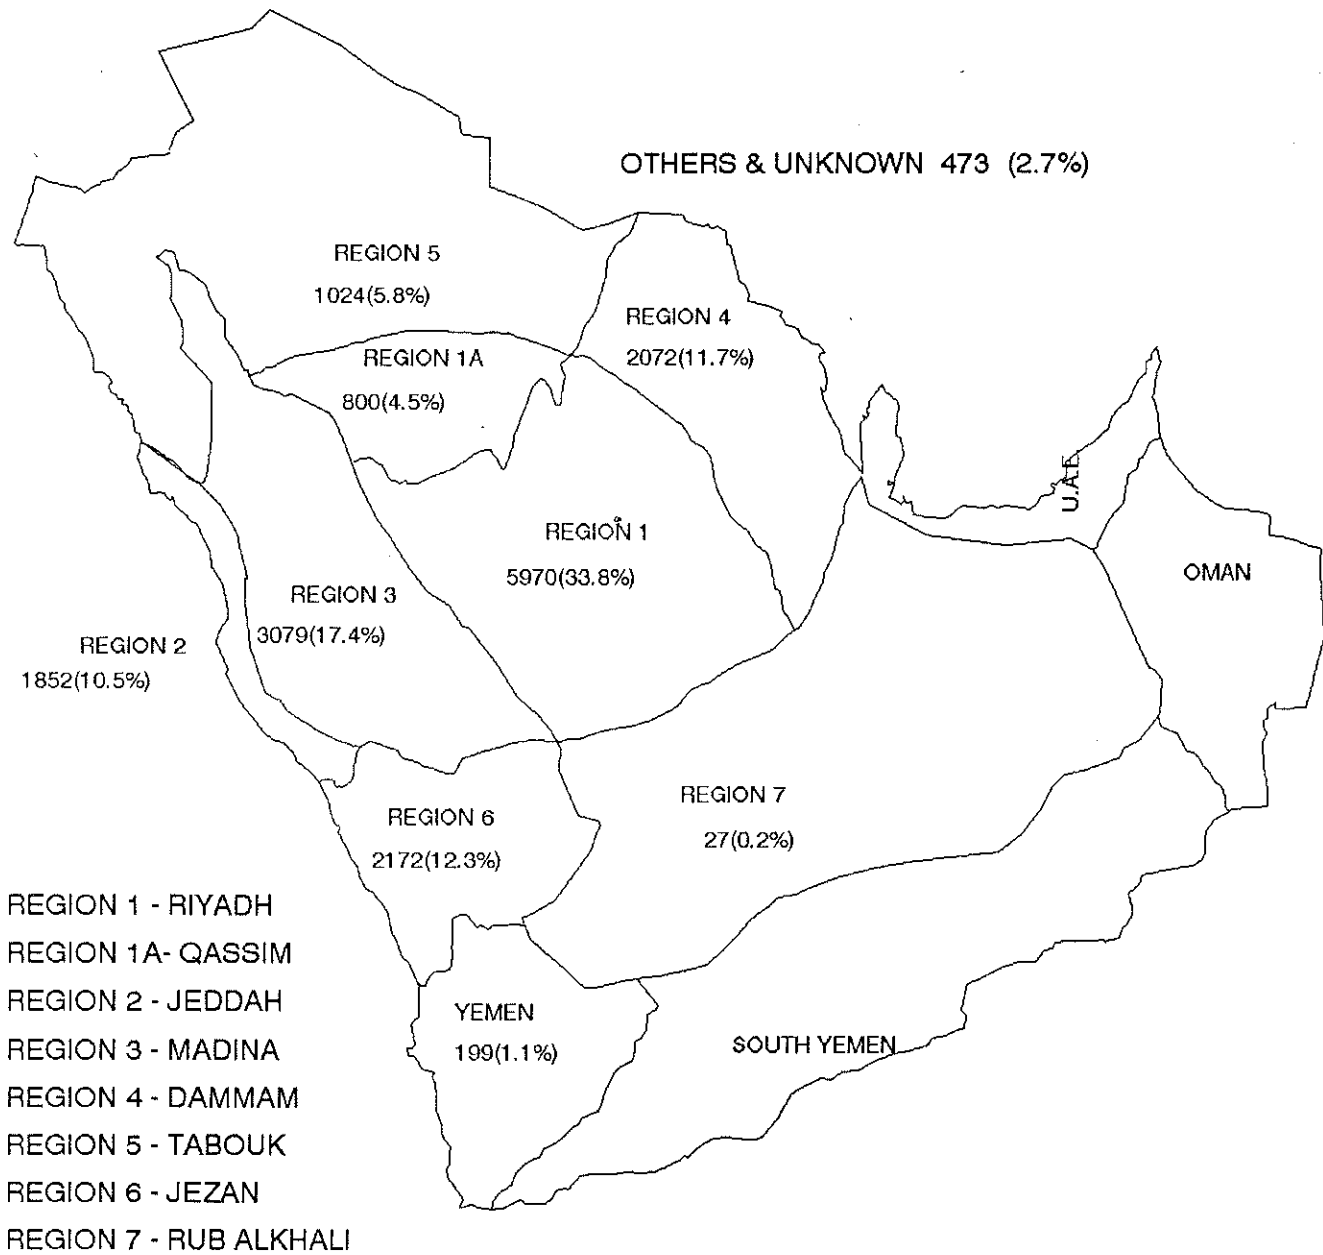 OTHERS & UNKNOWN 473 (2.7%)
REGION 5
1024(5.8%)
REGION 4
2072(11.7%)
REGION 1A
800(4.5%)
U.A.E
REGION 1
5970(33.8%)
OMAN
REGION 3
3079(17.4%)
REGION 2
1852(10.5%)
REGION 7
27(0.2%)
REGION 6
2172(12.3%)
YEMEN
199(1.1%)
SOUTH YEMEN
REGION 1 - RIYADH
REGION 1A- QASSIM
REGION 2 - JEDDAH
REGION 3 - MADINA
REGION 4 - DAMMAM
REGION 5 - TABOUK
REGION 6 - JEZAN
REGION 7 - RUB ALKHALI